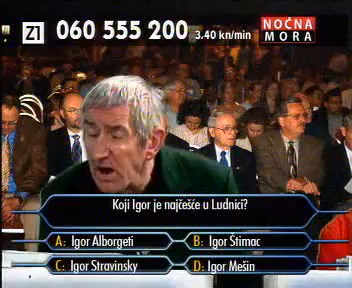 Z1 060 555 200 3.40 kn/min NOĆNA
MORA
Koji Igor je najčešće u Ludnici?
A: Igor Alborgeti B: Igor Štimac
C: Igor Stravinsky D: Igor Mešin